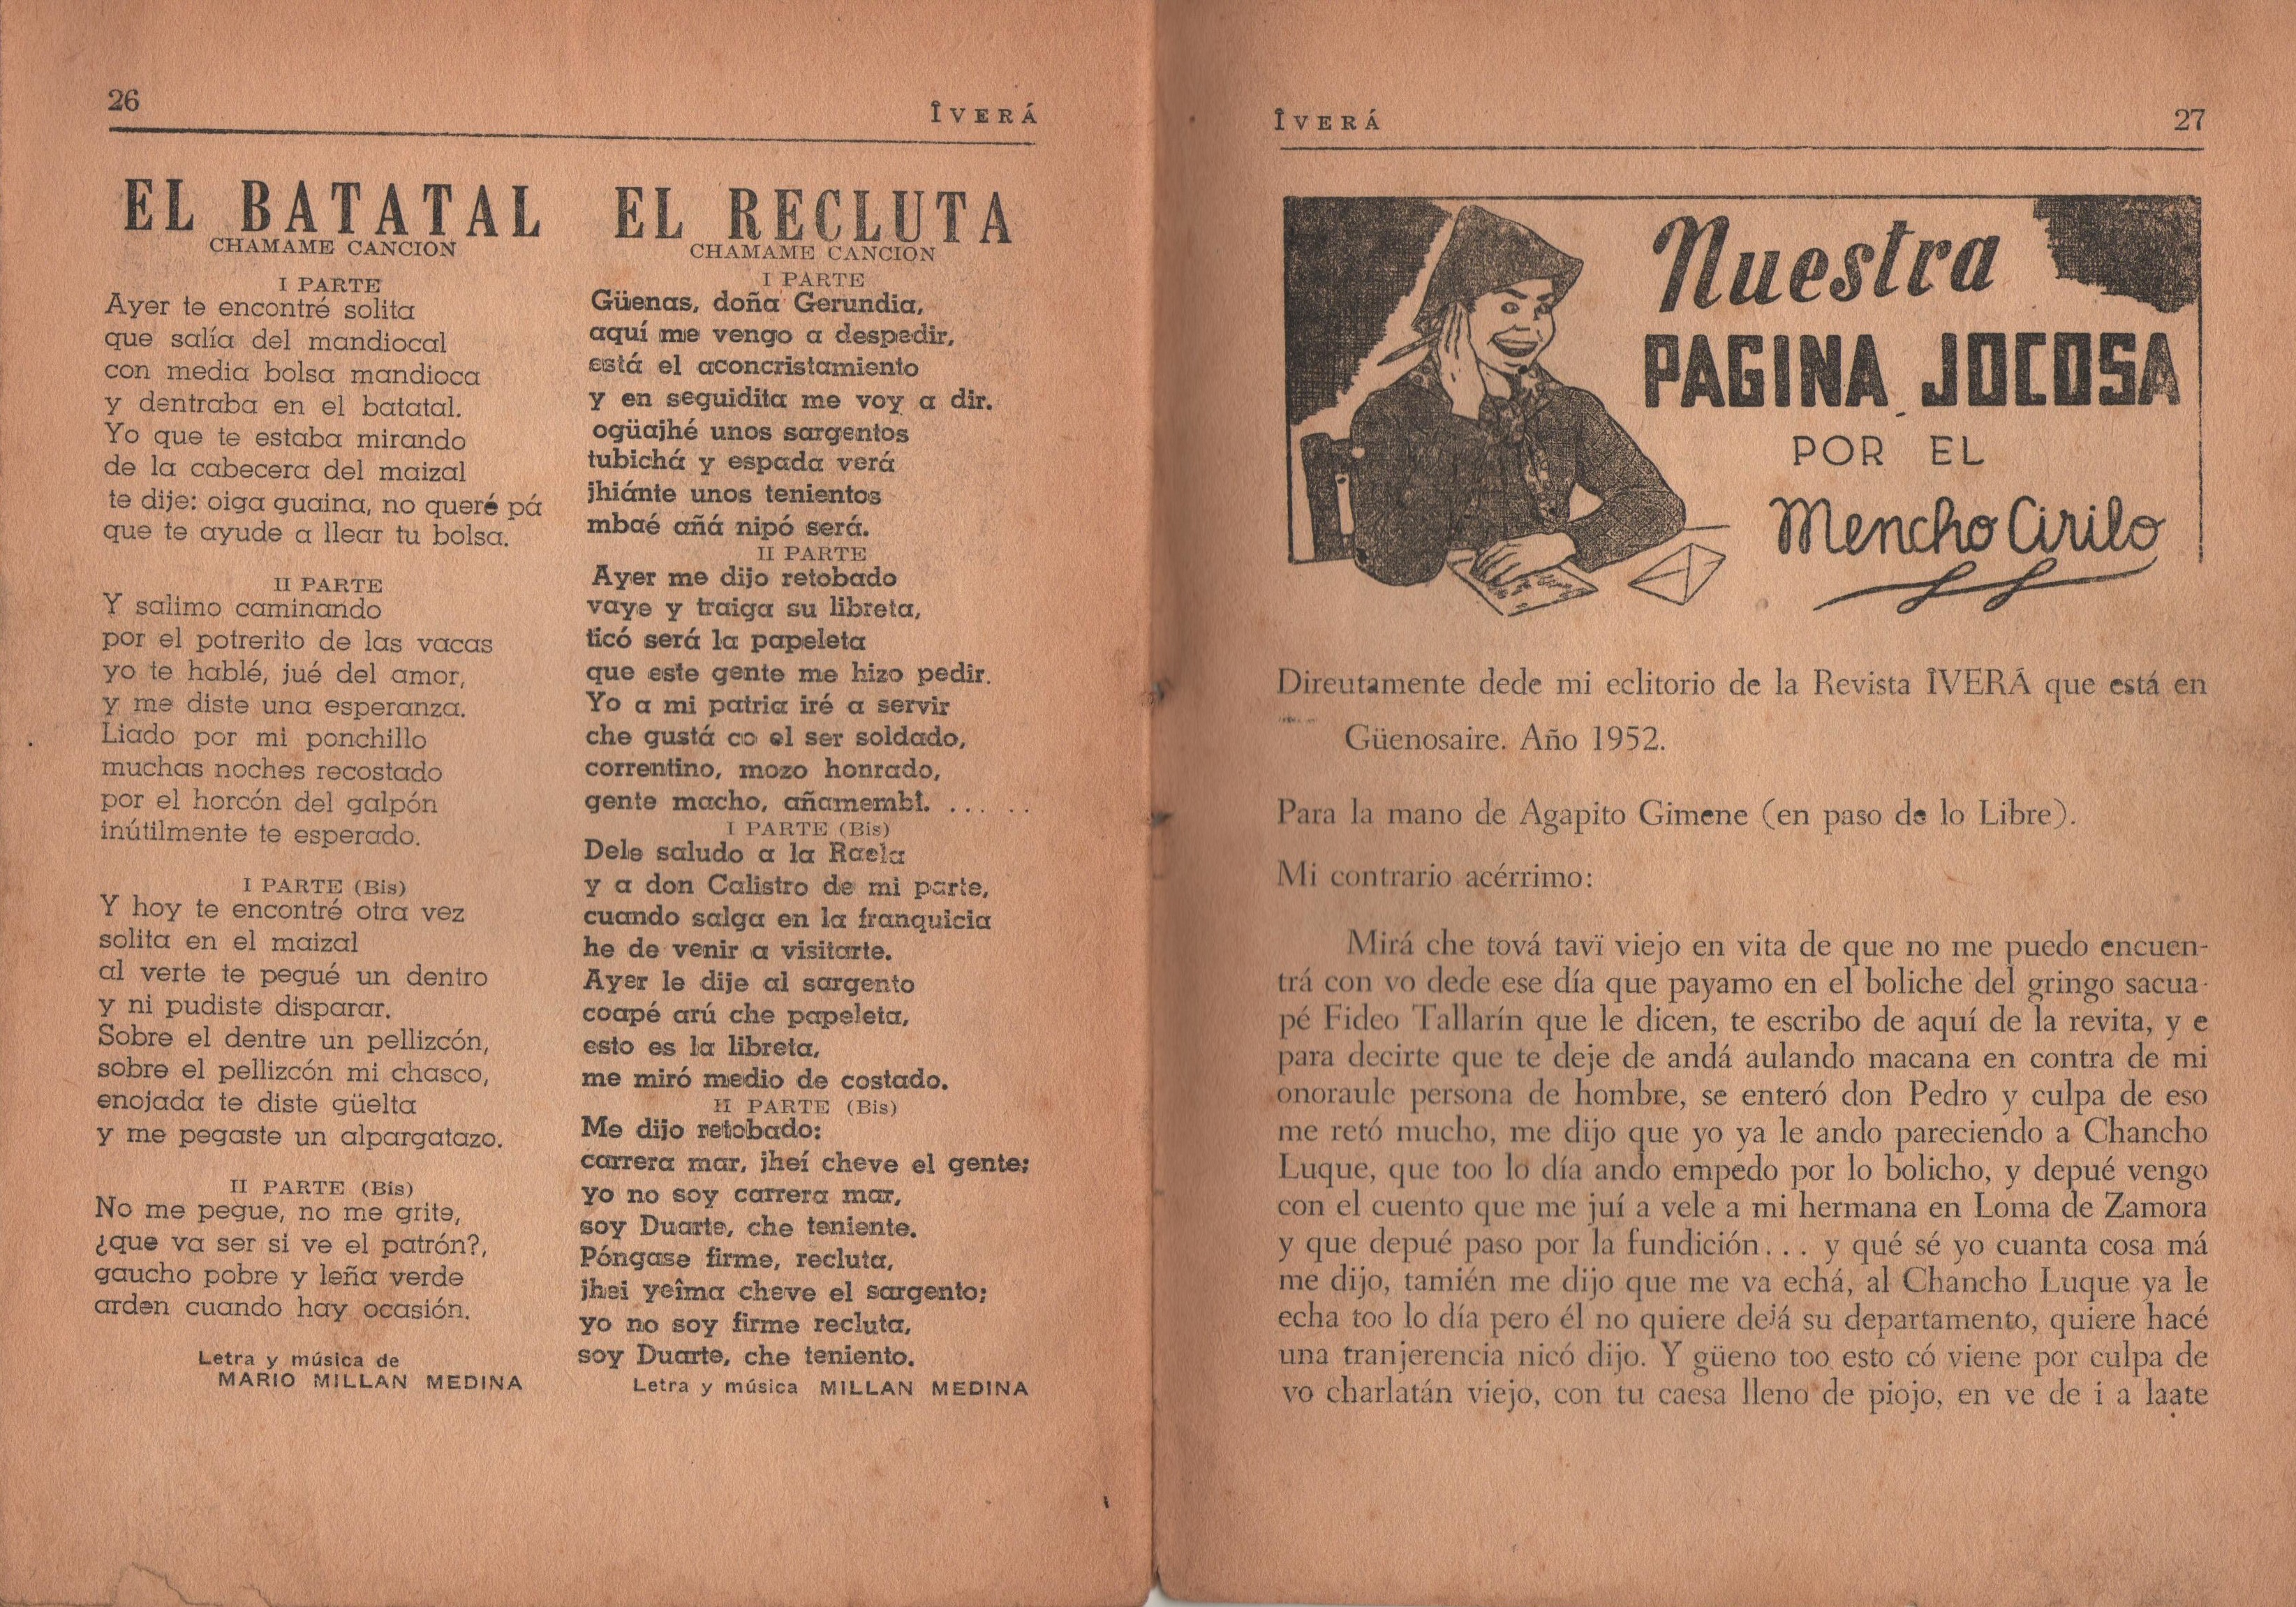 26
ÎVERÁ
EL BATATAL
CHAMAME CANCION
I PARTE
Ayer te encontré solita
que salía del mandiocal
con media bolsa mandioca
y dentraba en el batatal.
Yo que te estaba mirando
de la cabecera del maizal
te dije: oiga guaina, no queré pá
que te ayude a llear tu bolsa.
II PARTE
Y salimo caminando
por el potrerito de las vacas
yo te hablé, jué del amor,
y me diste una esperanza.
Liado por mi ponchillo
muchas noches recostado
por el horcón del galpón
inútilmente te esperado.
I PARTE (Bis)
Y hoy te encontré otra vez
solita en el maizal
al verte te pegué un dentro
y ni pudiste disparar.
Sobre el dentre un pellizcón,
sobre el pellizcón mi chasco,
enojada te diste güelta
y me pegaste un alpargatazo.
II PARTE (Bis)
No me pegue, no me grite,
¿que va ser si ve el patrón?,
gaucho pobre y leña verde
arden cuando hay ocasión.
Letra y música de
MARIO MILLAN MEDINA
EL RECLUTA
CHAMAME CANCION
I PARTE
Güenas, doña Gerundia,
aquí me vengo a despedir,
está el aconcristamiento
y en seguidita me voy a dir.
ogüajhé unos sargentos
tubichá y espada verá
jhiánte unos tenientos
mbaé añá nipó será.
II PARTE
Ayer me dijo retobado
vaye y traiga su libreta,
ticó será la papeleta
que este gente me hizo pedir.
Yo a mi patria iré a servir
che gustá co el ser soldado,
correntino, mozo honrado,
gente macho, añamembî. . . . . .
I PARTE (Bis)
Dele saludo a la Raela
y a don Calistro de mi parte,
cuando salga en la franquicia
he de venir a visitarte.
Ayer le dije al sargento
coapé arú che papeleta,
esto es la libreta,
me miró medio de costado.
II PARTE (Bis)
Me dijo retobado:
carrera mar, jheí cheve el gente;
yo no soy carrera mar,
soy Duarte, che teniente.
Póngase firme, recluta,
jhei yeîma cheve el sargento;
yo no soy firme recluta,
soy Duarte, che teniento.
Letra y música MILLAN MEDINA
ÎVERÁ
27
Nuestra
PAGINA JOCOSA
POR EL
Mencho Cirilo
Direutamente dede mi eclitorio de la Revista ÎVERÁ que está en
Güenosaire. Año 1952.
Para la mano de Agapito Gimene (en paso de lo Libre).
Mi contrario acérrimo:
Mirá che tová tavï viejo en vita de que no me puedo encuen-
trá con vo dede ese día que payamo en el boliche del gringo sacua-
pé Fideo Tallarín que le dicen, te escribo de aquí de la revita, y e
para decirte que te deje de andá aulando macana en contra de mi
onoraule persona de hombre, se enteró don Pedro y culpa de eso
me retó mucho, me dijo que yo ya le ando pareciendo a Chancho
Luque, que too lo día ando empedo por lo bolicho, y depué vengo
con el cuento que me juí a vele a mi hermana en Loma de Zamora
y que depué paso por la fundición. . . y qué sé yo cuanta cosa má
me dijo, tamién me dijo que me va echá, al Chancho Luque ya le
echa too lo día pero él no quiere dejá su departamento, quiere hacé
una tranjerencia nicó dijo. Y güeno too esto có viene por culpa de
vo charlatán viejo, con tu caesa lleno de piojo, en ve de i a laate